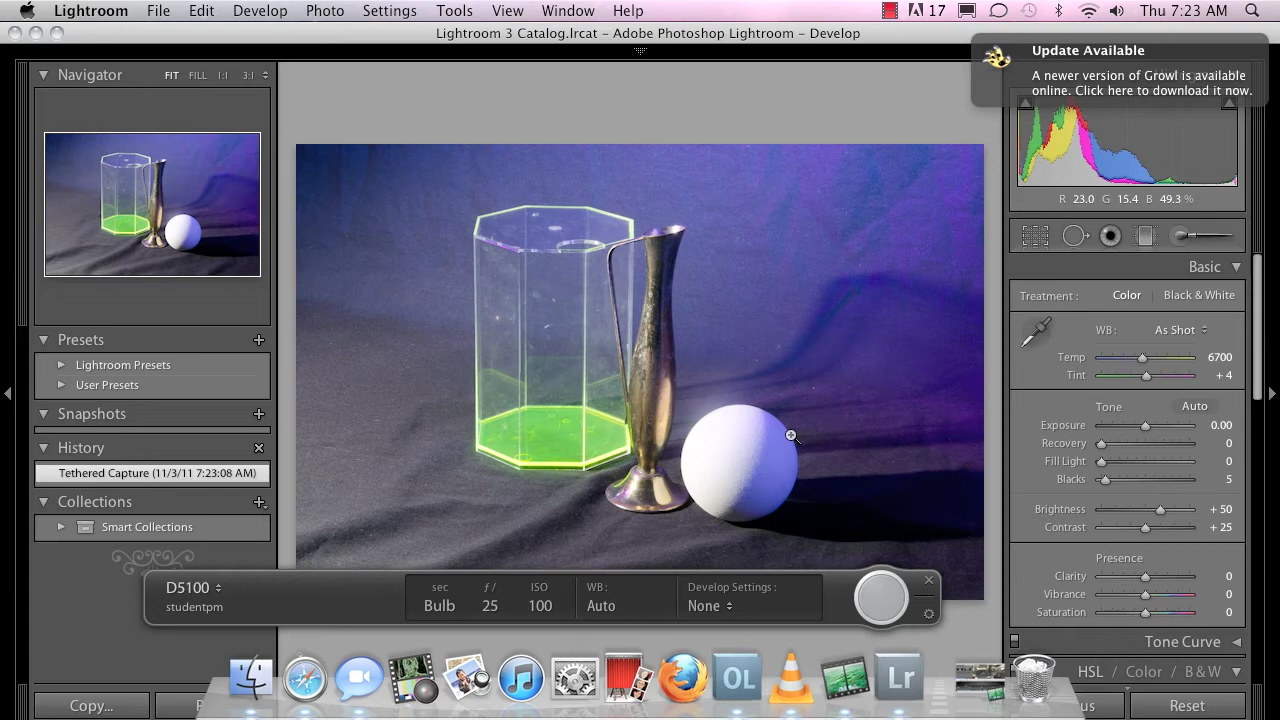 Lightroom File Edit Develop Photo Settings Tools View Window Help 17 Thu 7:23 AM
Lightroom 3 Catalog.lrcat – Adobe Photoshop Lightroom – Develop
Update Available
A newer version of Growl is available
online. Click here to download it now.
Navigator FIT FILL 1:1 3:1
R 23.0 G 15.4 B 49.3 %
Basic
Treatment : Color | Black & White
WB: As Shot
Temp 6700
Tint + 4
Tone Auto
Exposure 0.00
Recovery 0
Fill Light 0
Blacks 5
Brightness + 50
Contrast + 25
Presence
Clarity 0
Vibrance 0
Saturation 0
Tone Curve
HSL / Color / B & W
Reset
Presets
Lightroom Presets
User Presets
Snapshots
History
Tethered Capture (11/3/11 7:23:08 AM)
Collections
Smart Collections
Copy...
D5100
studentpm
sec f / ISO WB: Develop Settings:
Bulb 25 100 Auto None
OL Lr